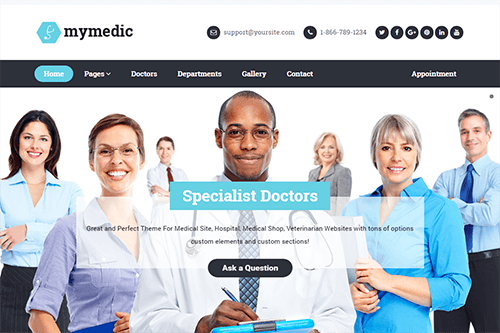 mymedic
support@yoursite.com
1-866-789-1234
Home Pages Doctors Departments Gallery Contact Appointment
Specialist Doctors
Great and Perfect Theme For Medical Site, Hospital, Medical Shop, Veterinarian Websites with tons of options
custom elements and custom sections!
Ask a Question